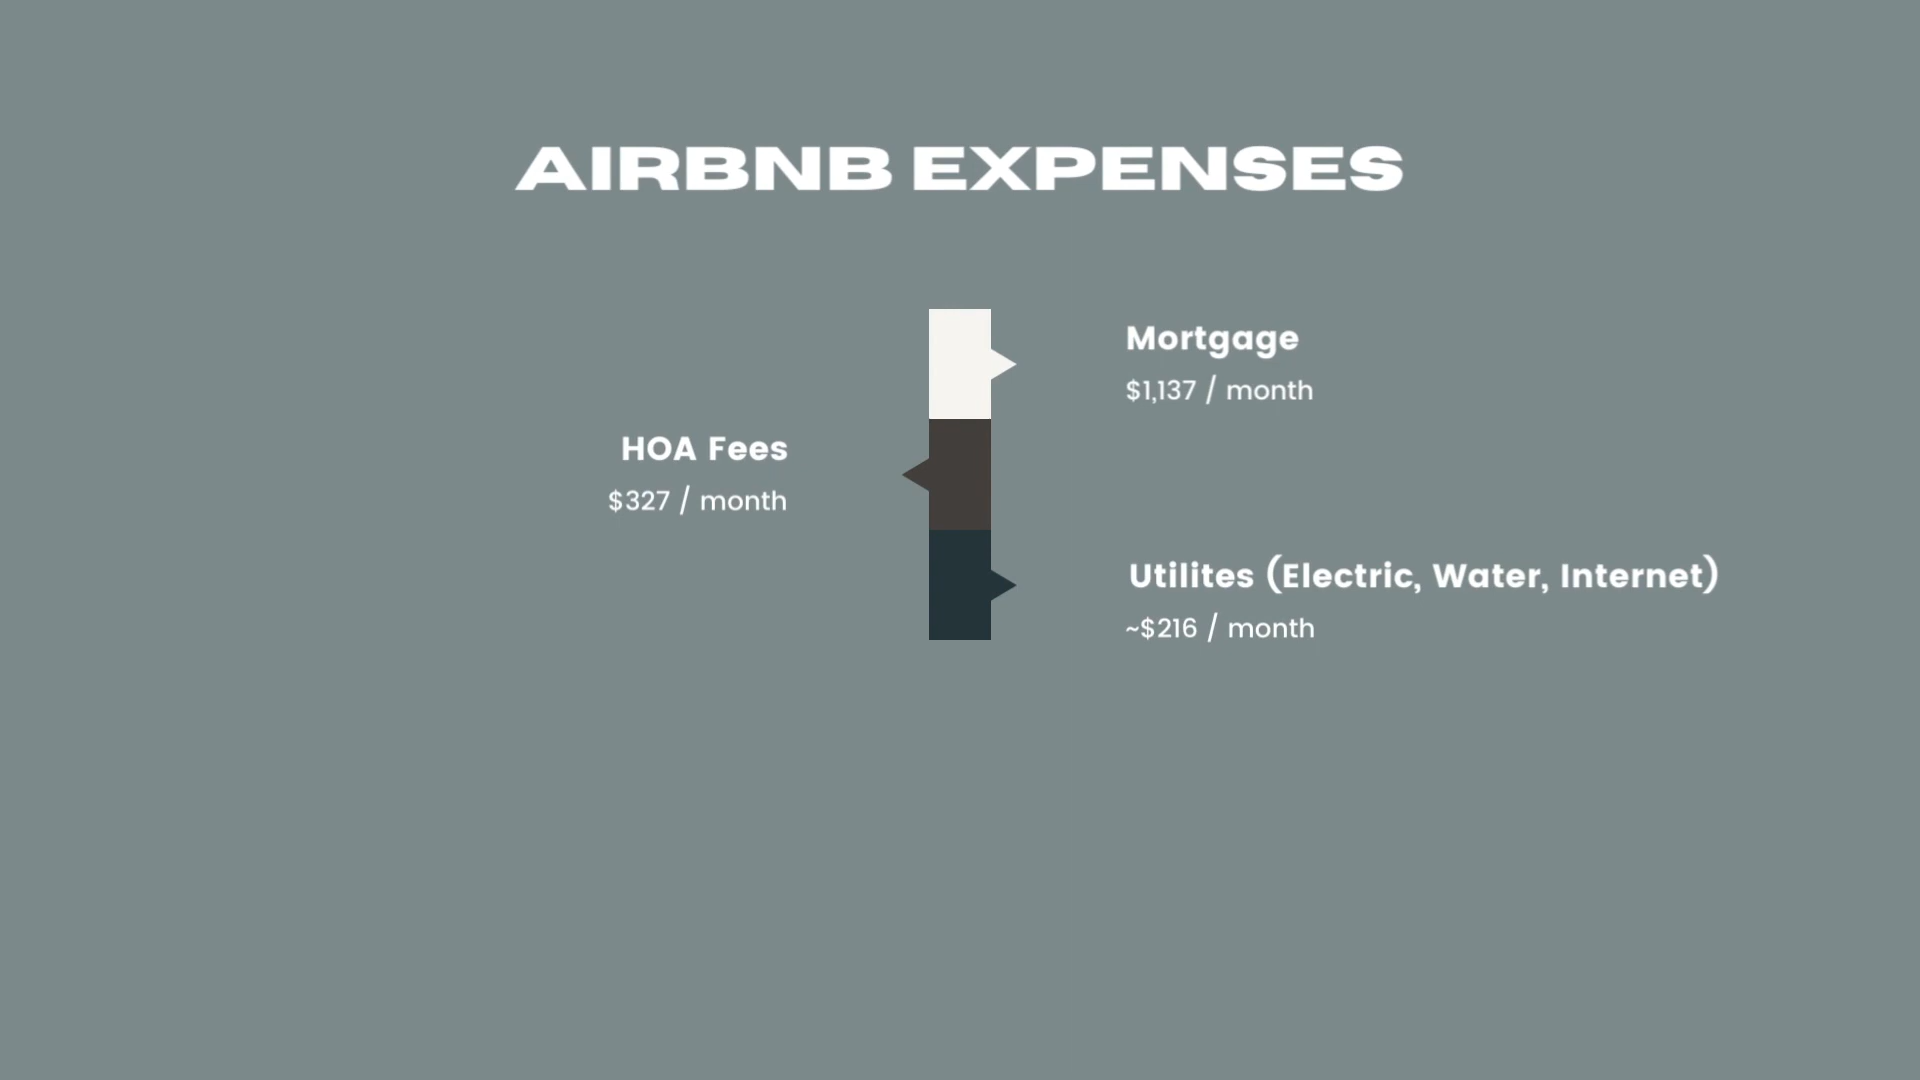 AIRBNB EXPENSES
Mortgage
$1,137 / month
HOA Fees
$327 / month
Utilites (Electric, Water, Internet)
~$216 / month